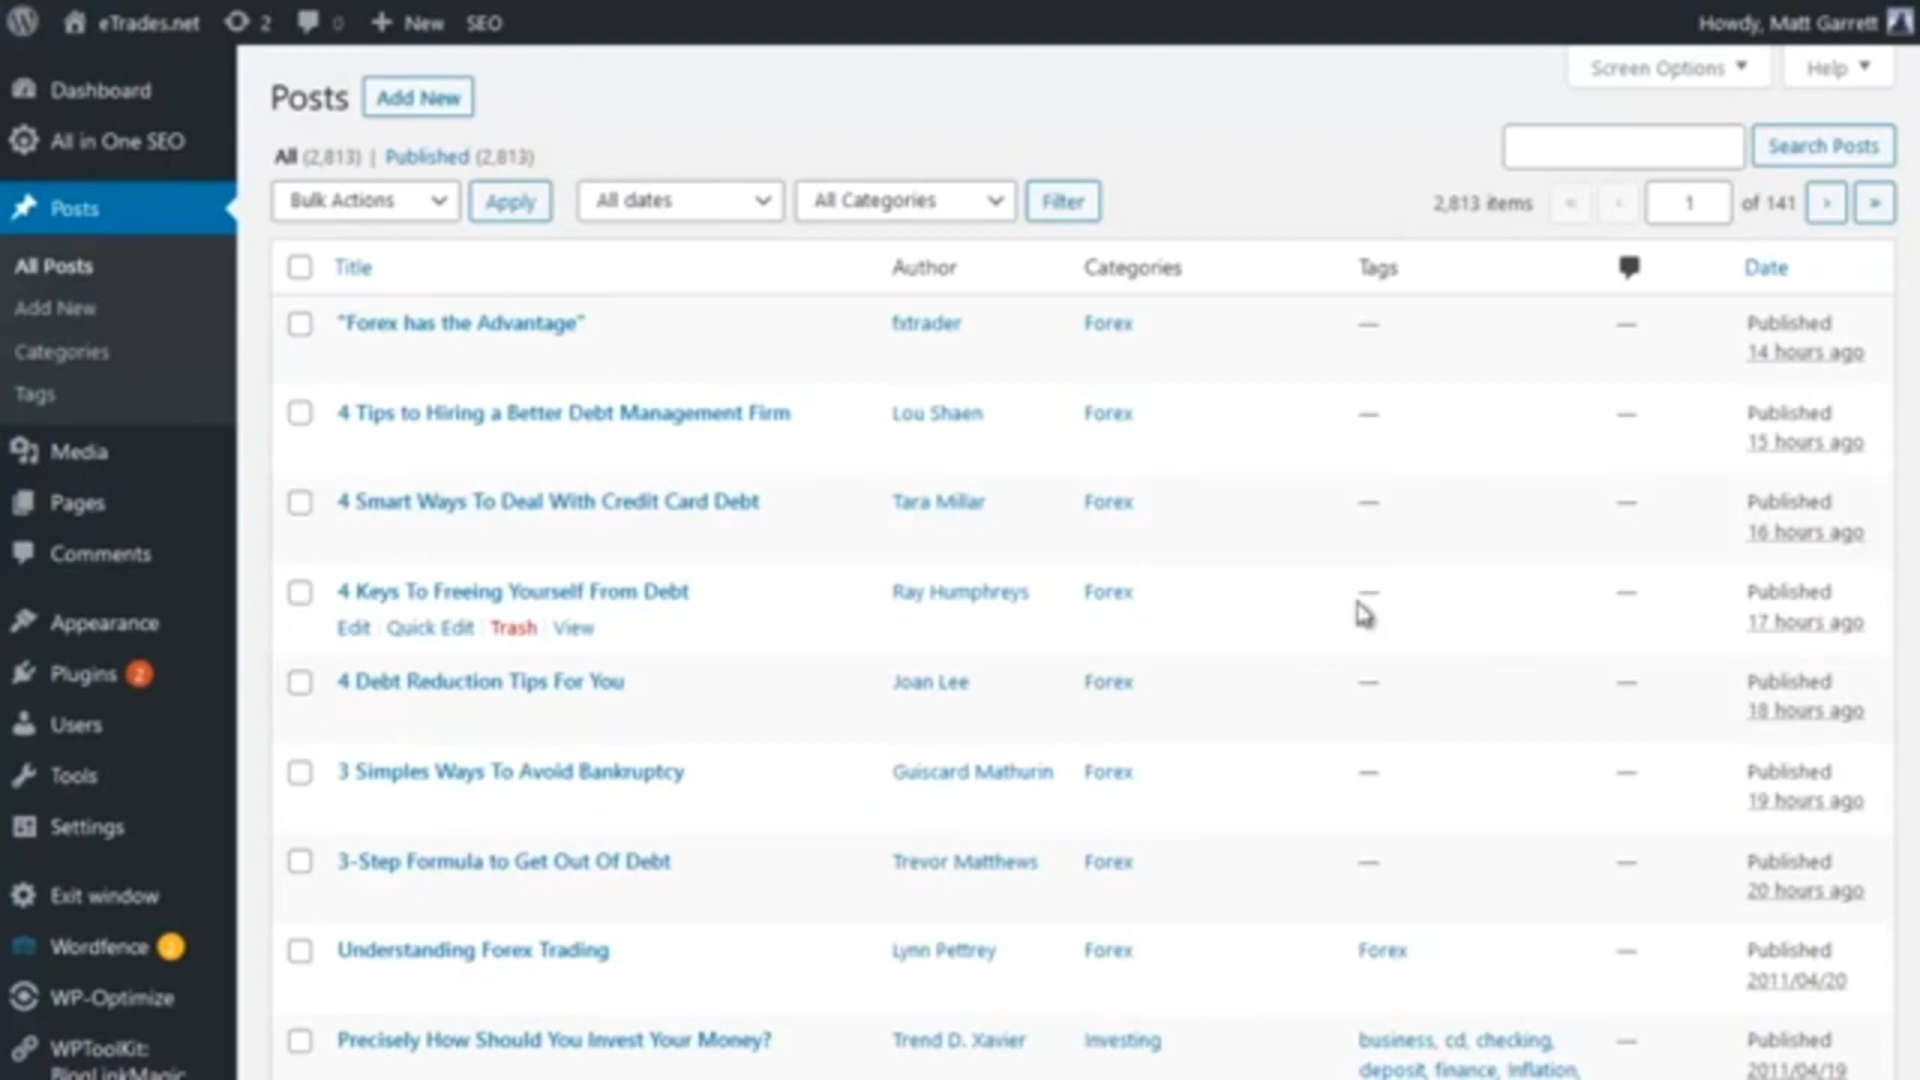 eTrades.net 2 0 + New SEO Howdy, Matt Garrett
Dashboard
All in One SEO
Posts
All Posts
Add New
Categories
Tags
Media
Pages
Comments
Appearance
Plugins 2
Users
Tools
Settings
Exit window
Wordfence
WP-Optimize
WPToolKit:
BlogLinkMagic
Screen Options Help
Posts Add New
All (2,813) | Published (2,813)
Search Posts
Bulk Actions Apply All dates All Categories Filter 2,813 items « ‹ 1 of 141 › »
Title Author Categories Tags Date
"Forex has the Advantage" fxtrader Forex — — Published
14 hours ago
4 Tips to Hiring a Better Debt Management Firm Lou Shaen Forex — — Published
15 hours ago
4 Smart Ways To Deal With Credit Card Debt Tara Millar Forex — — Published
16 hours ago
4 Keys To Freeing Yourself From Debt Ray Humphreys Forex — — Published
Edit | Quick Edit | Trash | View 17 hours ago
4 Debt Reduction Tips For You Joan Lee Forex — — Published
18 hours ago
3 Simples Ways To Avoid Bankruptcy Guiscard Mathurin Forex — — Published
19 hours ago
3-Step Formula to Get Out Of Debt Trevor Matthews Forex — — Published
20 hours ago
Understanding Forex Trading Lynn Pettrey Forex Forex — Published
2011/04/20
Precisely How Should You Invest Your Money? Trend D. Xavier Investing business, cd, checking, — Published
deposit, finance, Inflation, 2011/04/19